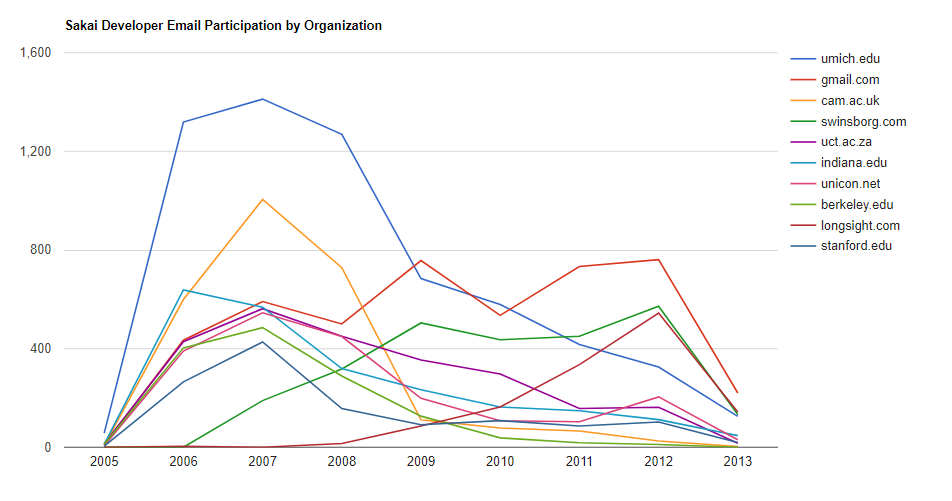 Sakai Developer Email Participation by Organization
1,600
1,200
800
400
0
2005 2006 2007 2008 2009 2010 2011 2012 2013
umich.edu
gmail.com
cam.ac.uk
swinsborg.com
uct.ac.za
indiana.edu
unicon.net
berkeley.edu
longsight.com
stanford.edu